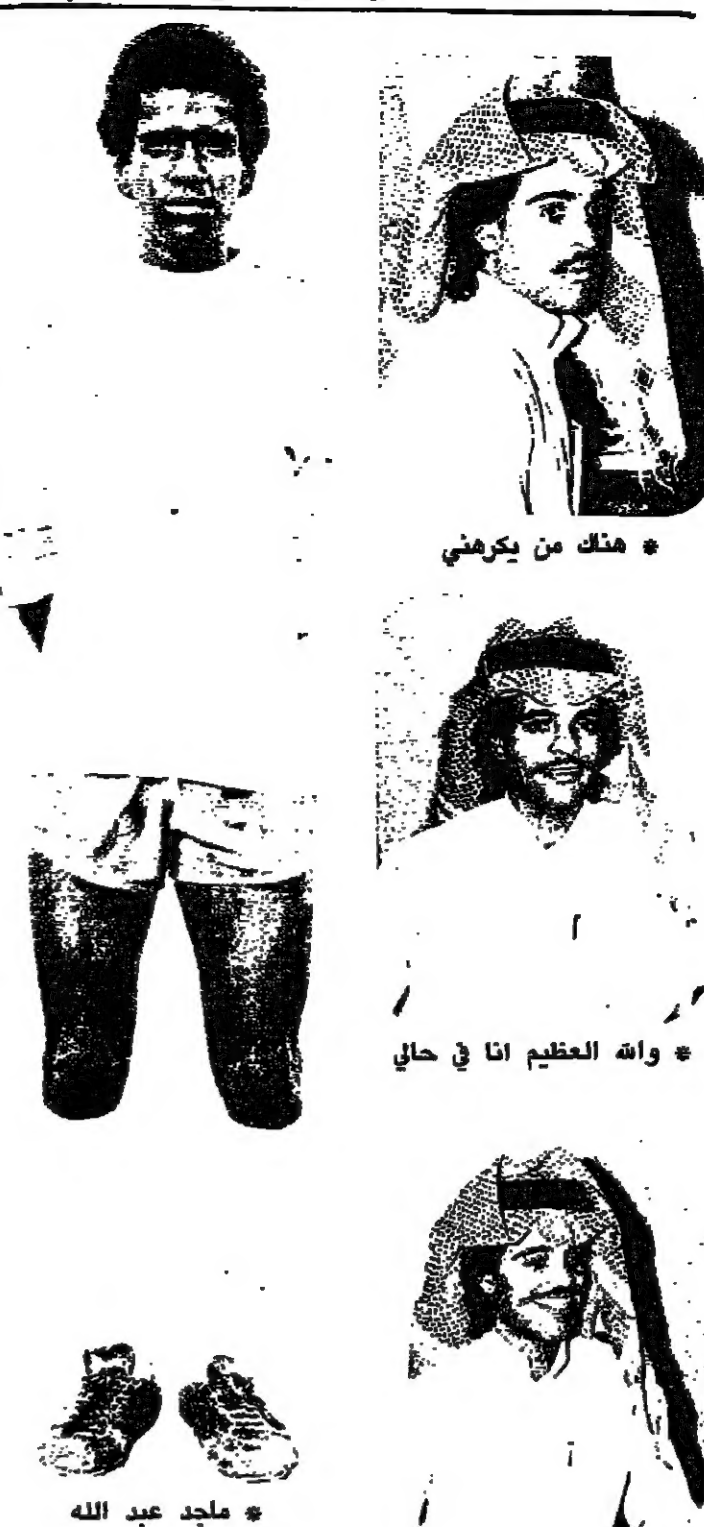 * هناك من يكرهني
* والله العظيم انا في حالي
* ماجد عبد الله